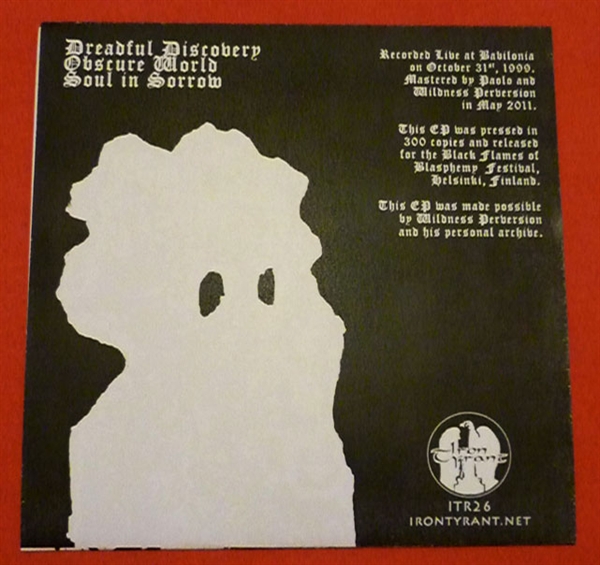 Dreadful Discovery
Obscure World
Soul in Sorrow
Recorded Live at Babilonia
on October 31st, 1999.
Mastered by Paolo and
Wildness Perversion
in May 2011.
This EP was pressed in
300 copies and released
for the Black Flames of
Blasphemy Festival,
Helsinki, Finland.
This EP was made possible
by Wildness Perversion
and his personal archive.
Iron
Tyrant
ITR26
IRONTYRANT.NET